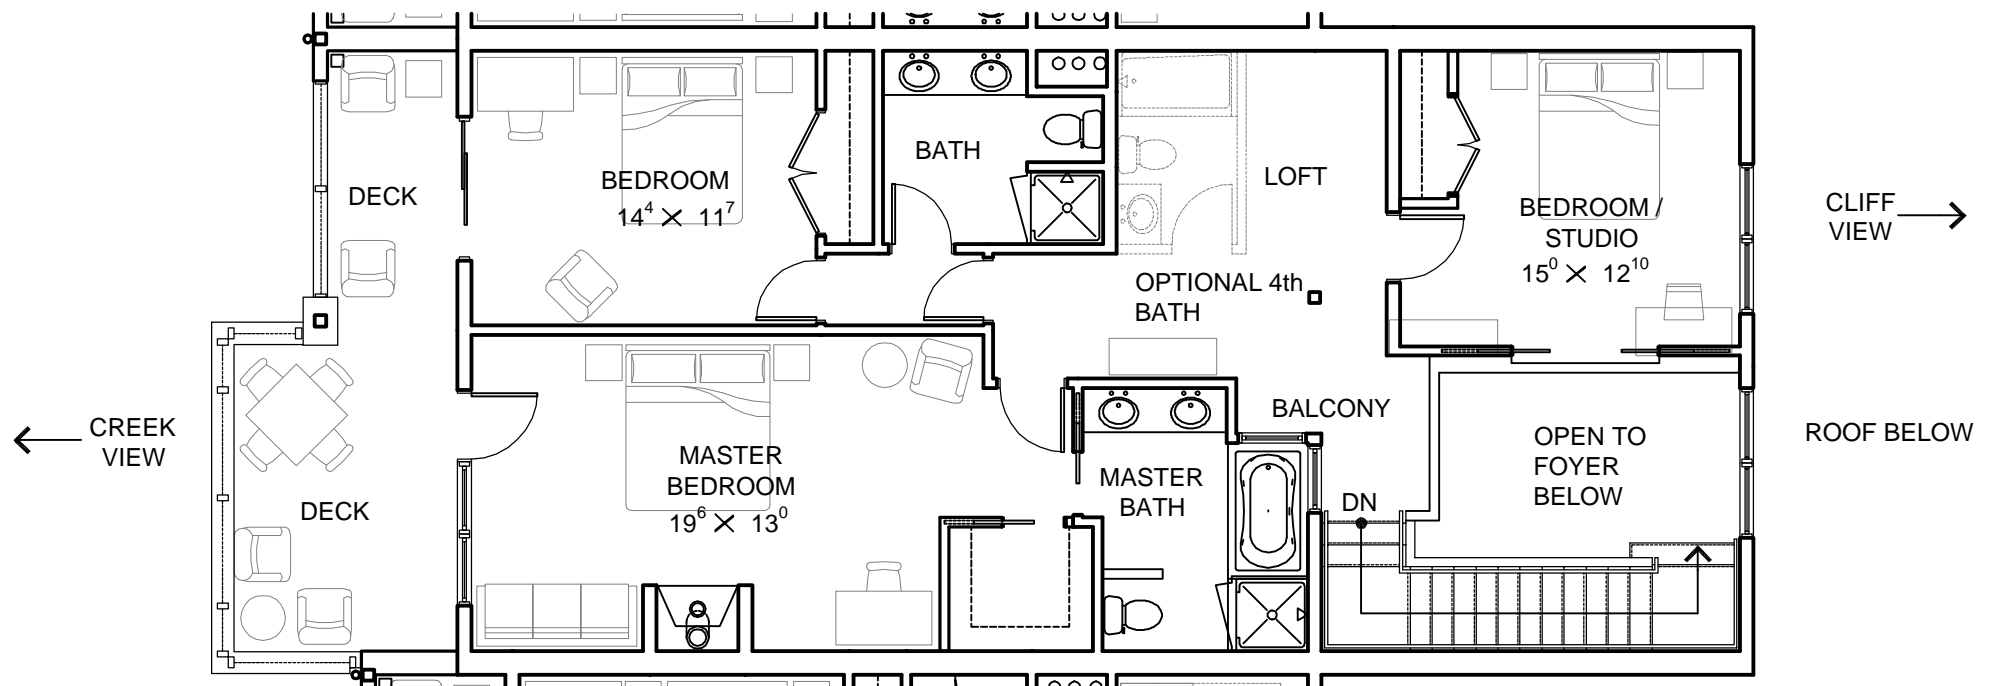 DECK
BEDROOM
14⁴ X 11⁷
BATH
LOFT
BEDROOM /
STUDIO
15⁰ X 12¹⁰
CLIFF
VIEW
OPTIONAL 4th
BATH
CREEK
VIEW
DECK
MASTER
BEDROOM
19⁶ X 13⁰
MASTER
BATH
BALCONY
DN
OPEN TO
FOYER
BELOW
ROOF BELOW